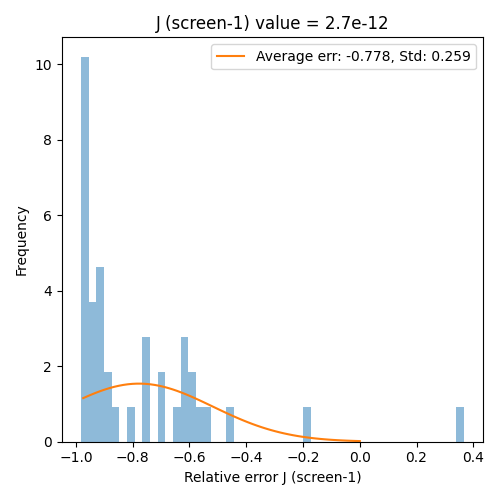 J (screen-1) value = 2.7e-12
Average err: -0.778, Std: 0.259
Frequency
10
8
6
4
2
0
−1.0 −0.8 −0.6 −0.4 −0.2 0.0 0.2 0.4
Relative error J (screen-1)